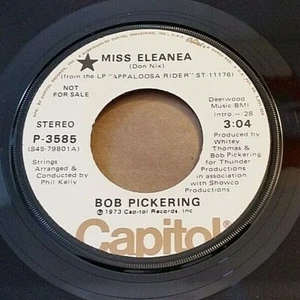 ★ MISS ELEANEA
(Don Nix)
(from the LP "APPALOOSA RIDER" ST 11176)
NOT
FOR SALE
STEREO
P-3585
(S45-79801A)
Strings
Arranged &
Conducted by
Phil Kelly
Deerwood
Music-BMI
Intro.-:28
3:04
Produced by
Whitey
Thomas &
Bob Pickering
for Thunder
Productions
in association
with Showco
Productions
BOB PICKERING
℗1973 Capitol Records, Inc.
Capitol